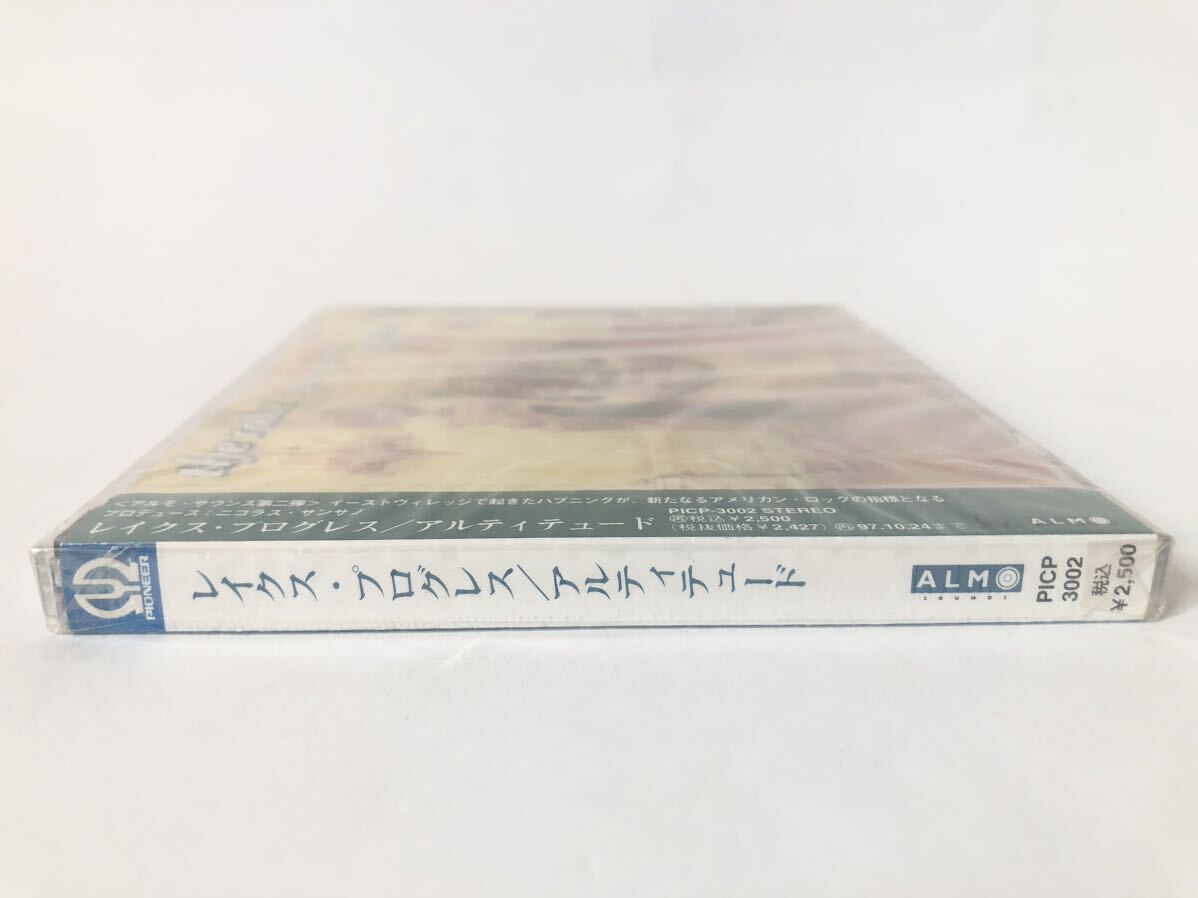 <アルモ・サウンズ第二弾> イーストヴィレッジで起きたハプニングが、新たなるアメリカン・ロックの指標となる
プロデュース・ニコラス・サンサノ
レイクス・プログレス/アルティテュード
PICP-3002 STEREO
㊢税込¥2,500
(税抜価格¥2,427) ㊢97.10.24まで
ALMO
PIONEER
レイクス・プログレス/アルティテュード
ALMO
SOUNDS
PICP
3002
税込
¥2,500